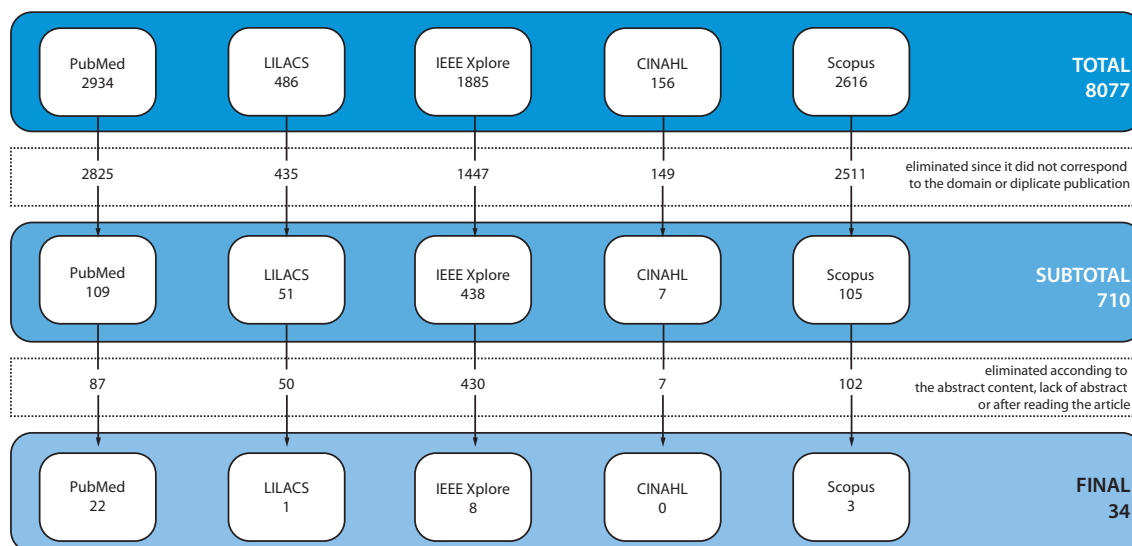 PubMed
2934
LILACS
486
IEEE Xplore
1885
CINAHL
156
Scopus
2616
TOTAL
8077
2825
435
1447
149
2511
eliminated since it did not correspond
to the domain or diplicate publication
PubMed
109
LILACS
51
IEEE Xplore
438
CINAHL
7
Scopus
105
SUBTOTAL
710
87
50
430
7
102
eliminated according to
the abstract content, lack of abstract
or after reading the article
PubMed
22
LILACS
1
IEEE Xplore
8
CINAHL
0
Scopus
3
FINAL
34